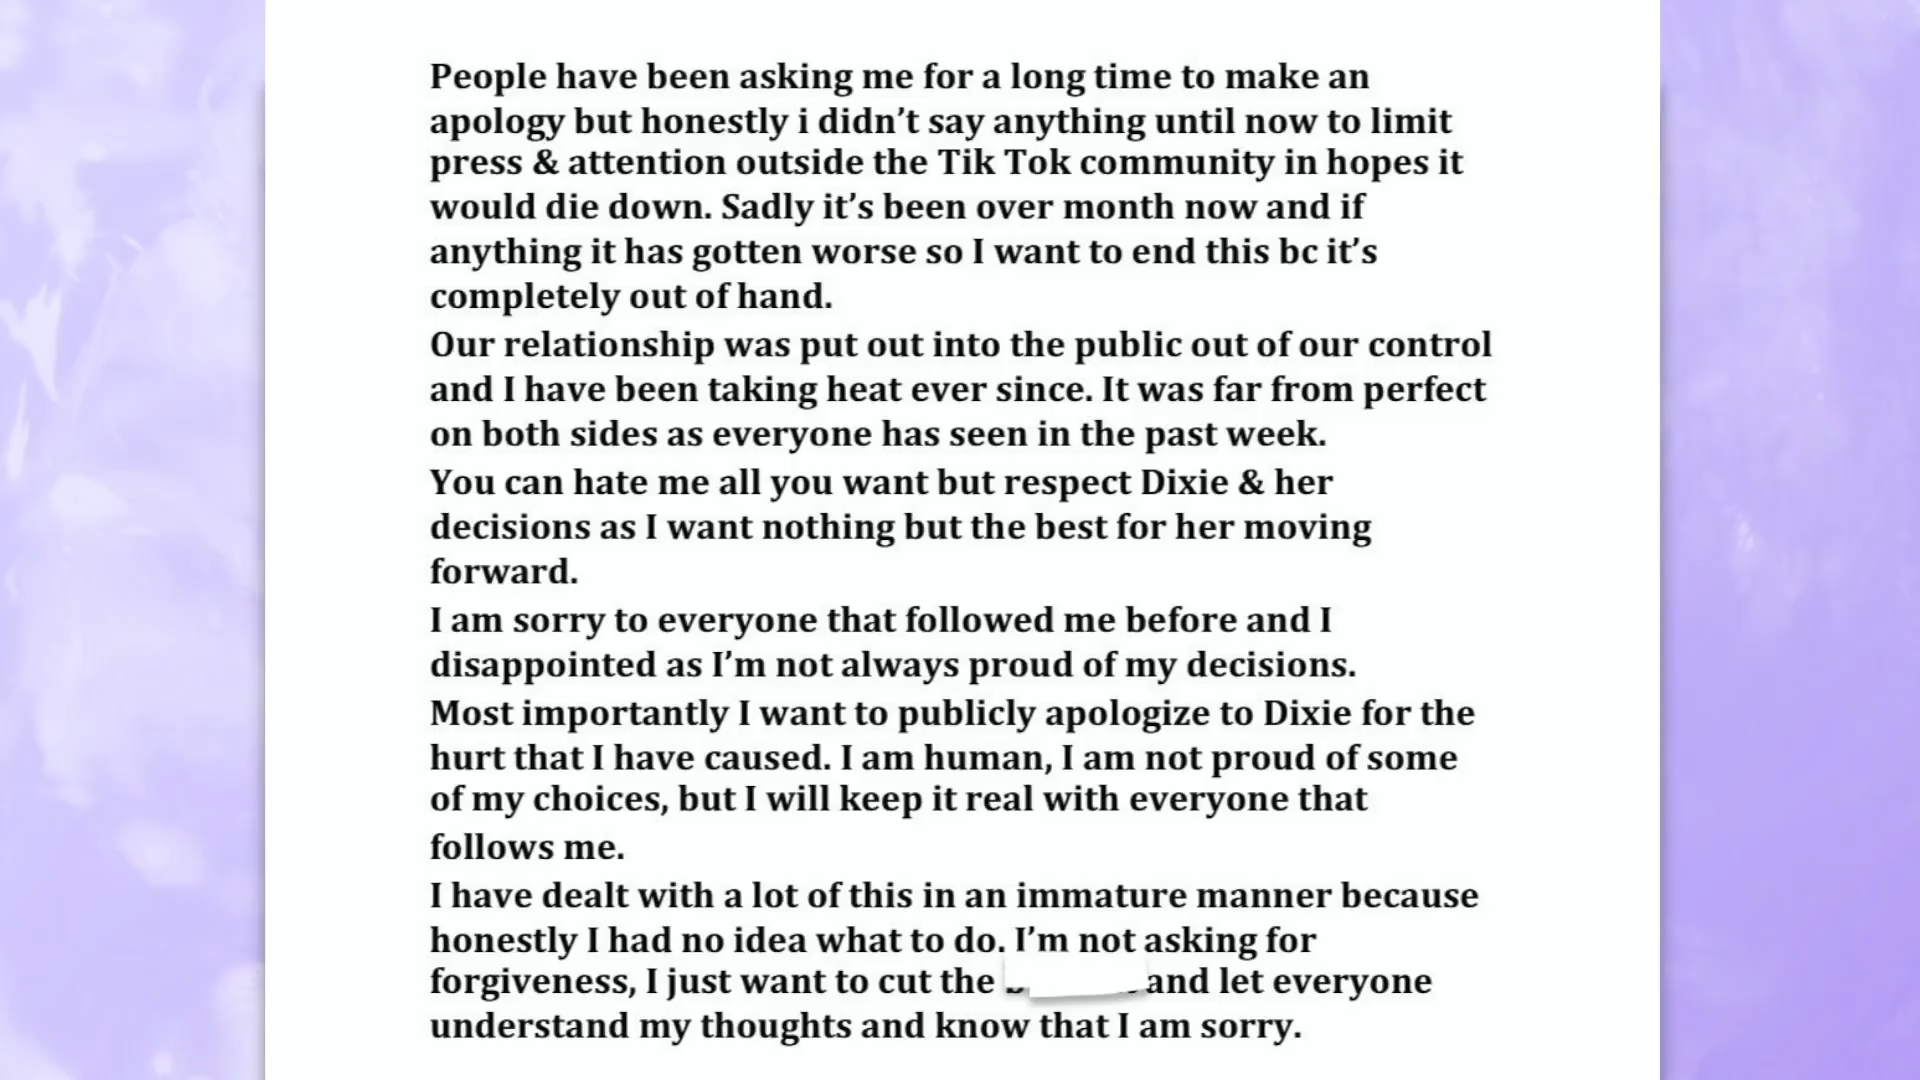 People have been asking me for a long time to make an
apology but honestly i didn’t say anything until now to limit
press & attention outside the Tik Tok community in hopes it
would die down. Sadly it’s been over month now and if
anything it has gotten worse so I want to end this bc it’s
completely out of hand.
Our relationship was put out into the public out of our control
and I have been taking heat ever since. It was far from perfect
on both sides as everyone has seen in the past week.
You can hate me all you want but respect Dixie & her
decisions as I want nothing but the best for her moving
forward.
I am sorry to everyone that followed me before and I
disappointed as I’m not always proud of my decisions.
Most importantly I want to publicly apologize to Dixie for the
hurt that I have caused. I am human, I am not proud of some
of my choices, but I will keep it real with everyone that
follows me.
I have dealt with a lot of this in an immature manner because
honestly I had no idea what to do. I’m not asking for
forgiveness, I just want to cut the and let everyone
understand my thoughts and know that I am sorry.